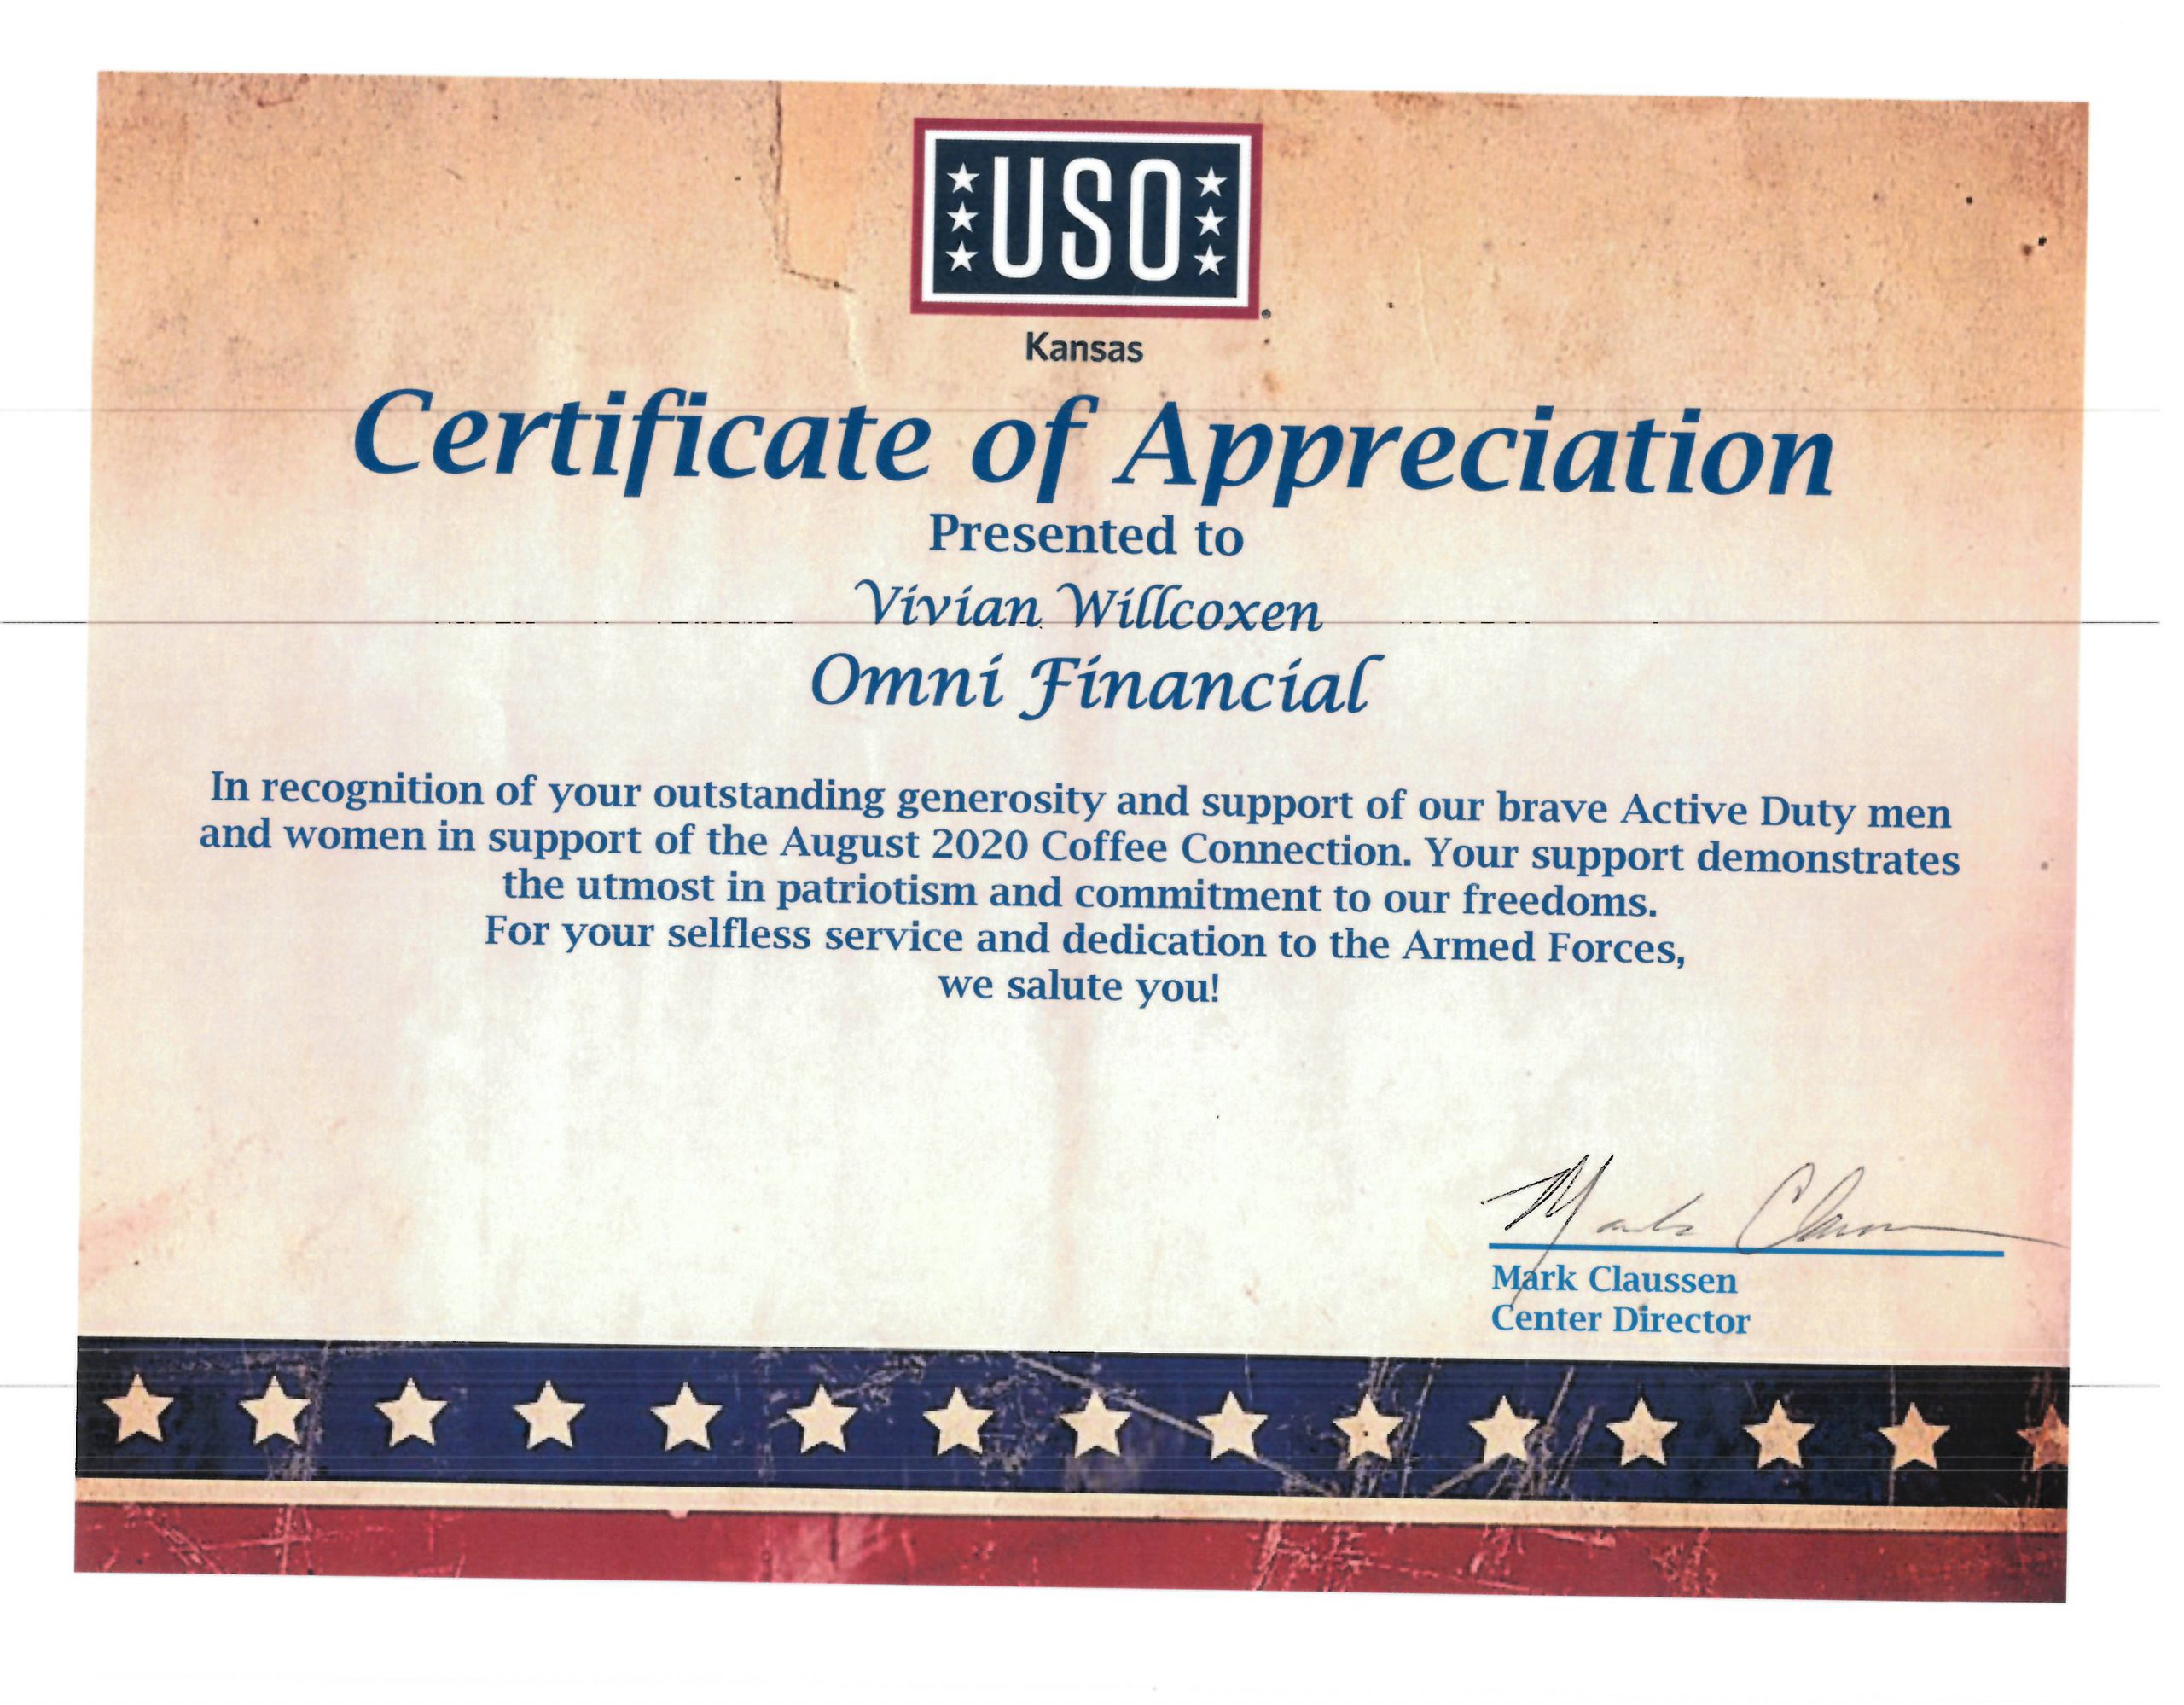 USO
Kansas
Certificate of Appreciation
Presented to
Vivian Willcoxen
Omni Financial
In recognition of your outstanding generosity and support of our brave Active Duty men
and women in support of the August 2020 Coffee Connection. Your support demonstrates
the utmost in patriotism and commitment to our freedoms.
For your selfless service and dedication to the Armed Forces,
we salute you!
Mark Claussen
Mark Claussen
Center Director